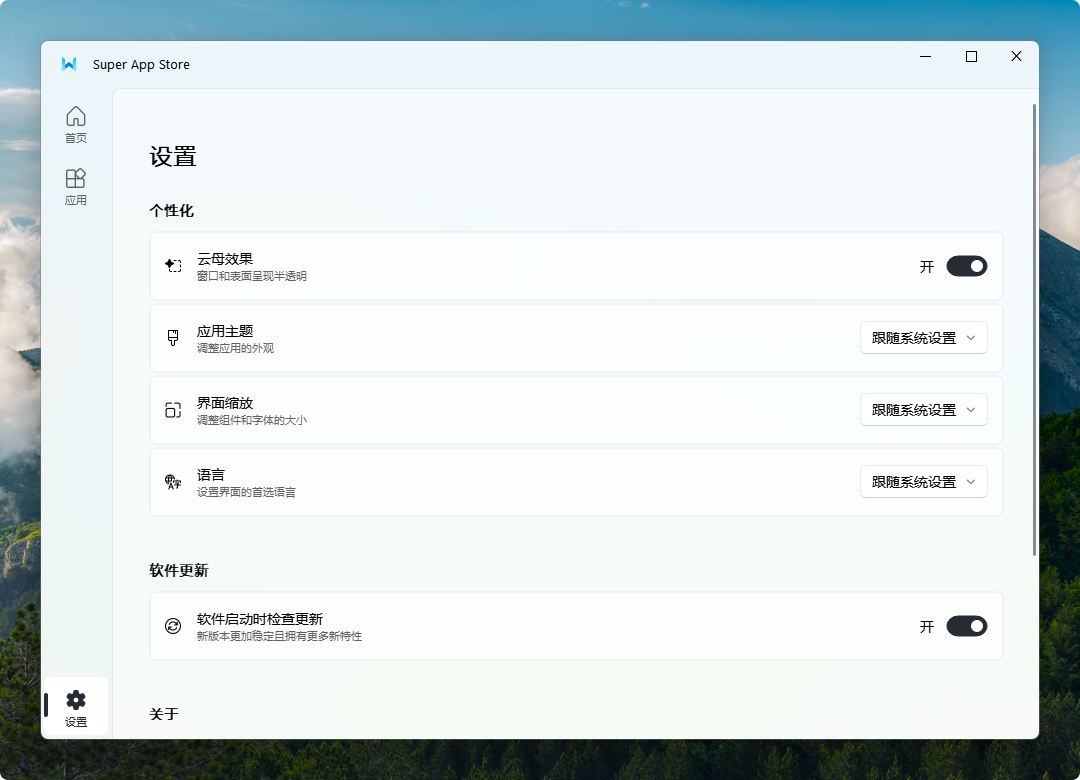 Super App Store
首页
应用
设置
个性化
云母效果
窗口和表面呈现半透明
开
应用主题
调整应用的外观
跟随系统设置
界面缩放
调整组件和字体的大小
跟随系统设置
语言
设置界面的首选语言
跟随系统设置
软件更新
软件启动时检查更新
新版本更加稳定且拥有更多新特性
开
关于
设置